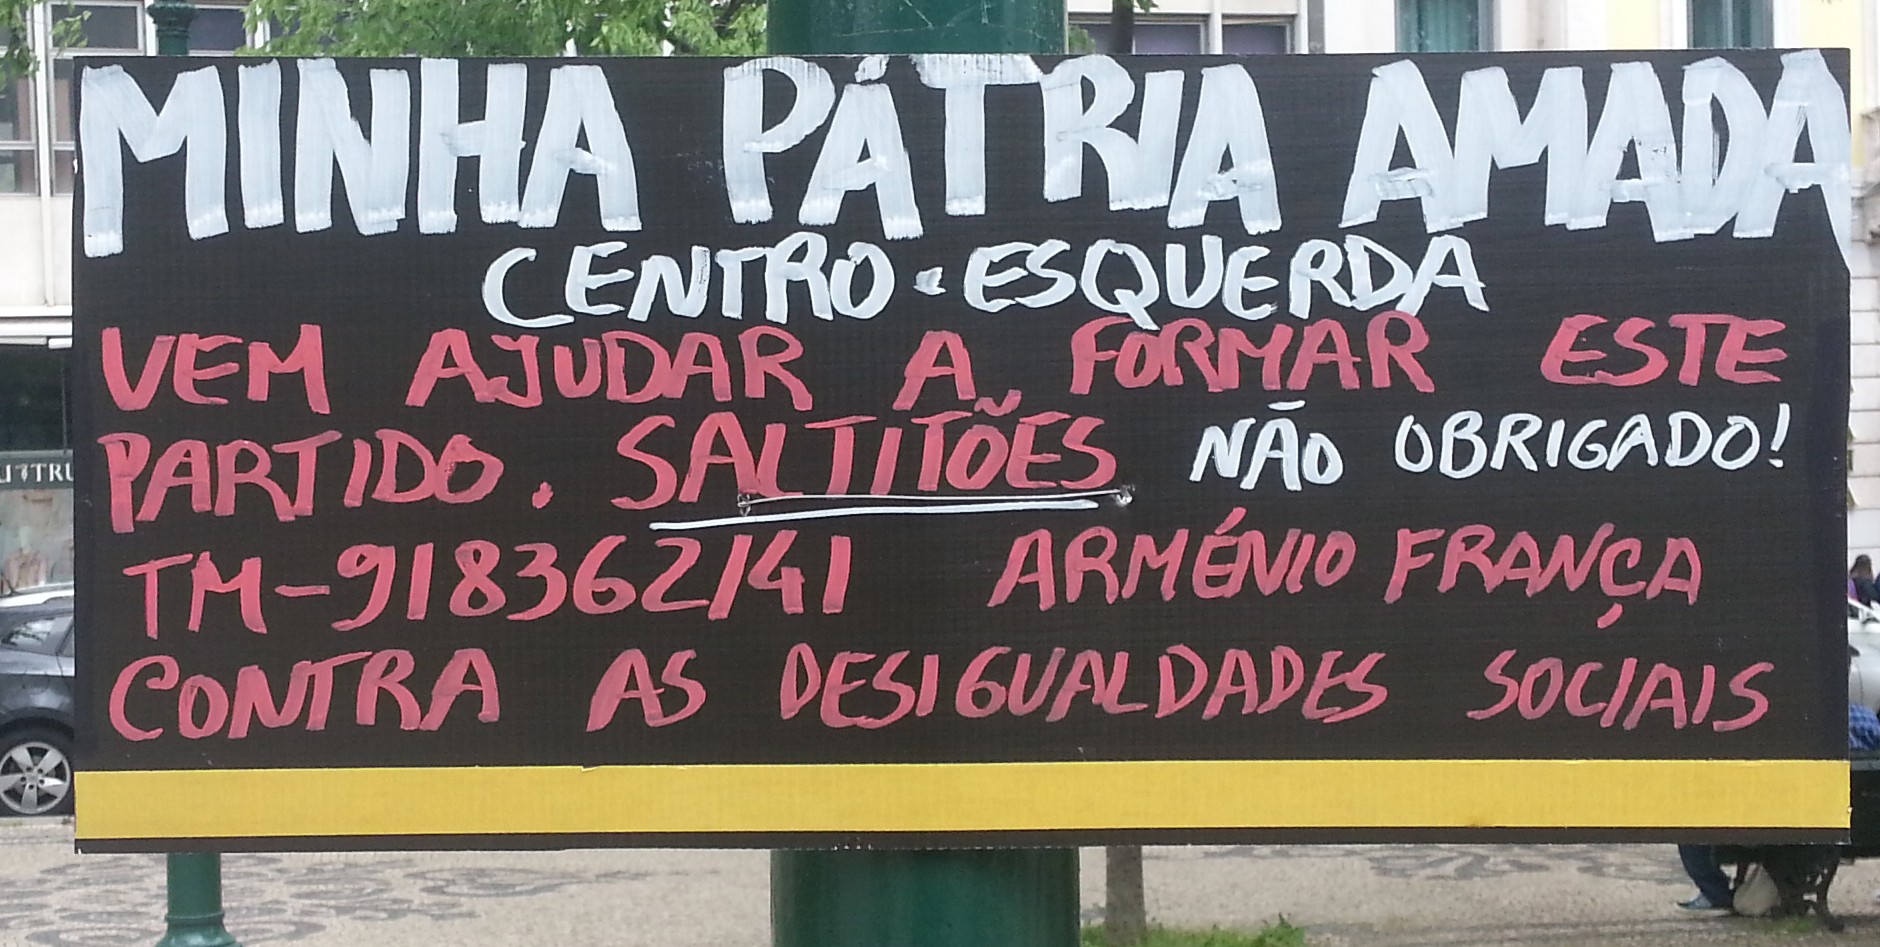 MINHA PÁTRIA AMADA
CENTRO-ESQUERDA
VEM AJUDAR A FORMAR ESTE
PARTIDO. SALTITÕES NÃO OBRIGADO!
TM-918362141 ARMÉNIO FRANÇA
CONTRA AS DESIGUALDADES SOCIAIS